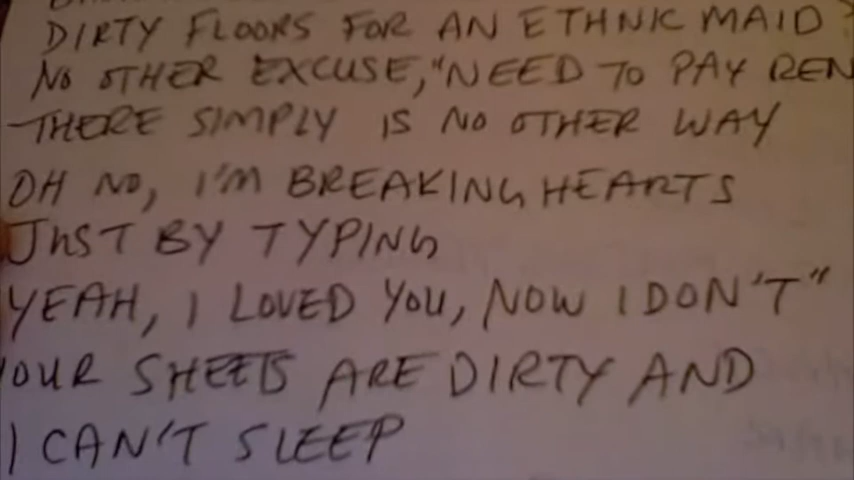 DIRTY FLOORS FOR AN ETHNIC MAID
NO OTHER EXCUSE, "NEED TO PAY REN
THERE SIMPLY IS NO OTHER WAY
OH NO, I'M BREAKING HEARTS
JUST BY TYPING
YEAH, I LOVED YOU, NOW I DON'T"
YOUR SHEETS ARE DIRTY AND
I CAN'T SLEEP